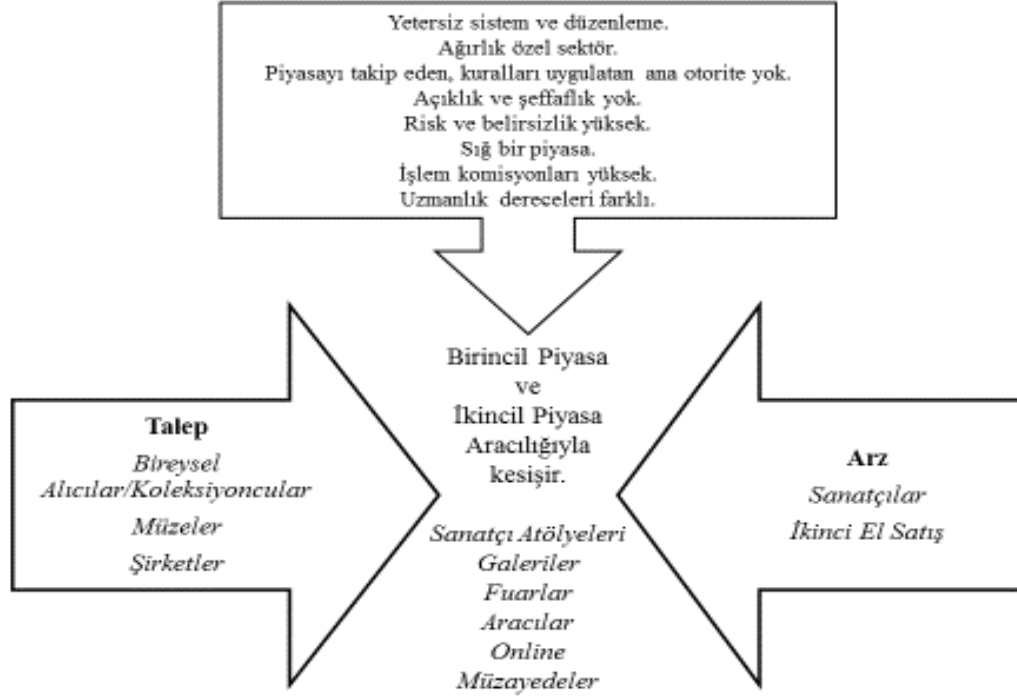 Yetersiz sistem ve düzenleme.
Ağırlık özel sektör.
Piyasayı takip eden, kuralları uygulatan ana otorite yok.
Açıklık ve şeffaflık yok.
Risk ve belirsizlik yüksek.
Sığ bir piyasa.
İşlem komisyonları yüksek.
Uzmanlık dereceleri farklı.
Talep
Bireysel
Alıcılar/Koleksiyoncular
Müzeler
Şirketler
Birincil Piyasa
ve
İkincil Piyasa
Aracılığıyla
kesişir.
Sanatçı Atölyeleri
Galeriler
Fuarlar
Aracılar
Online
Müzayedeler
Arz
Sanatçılar
İkinci El Satış